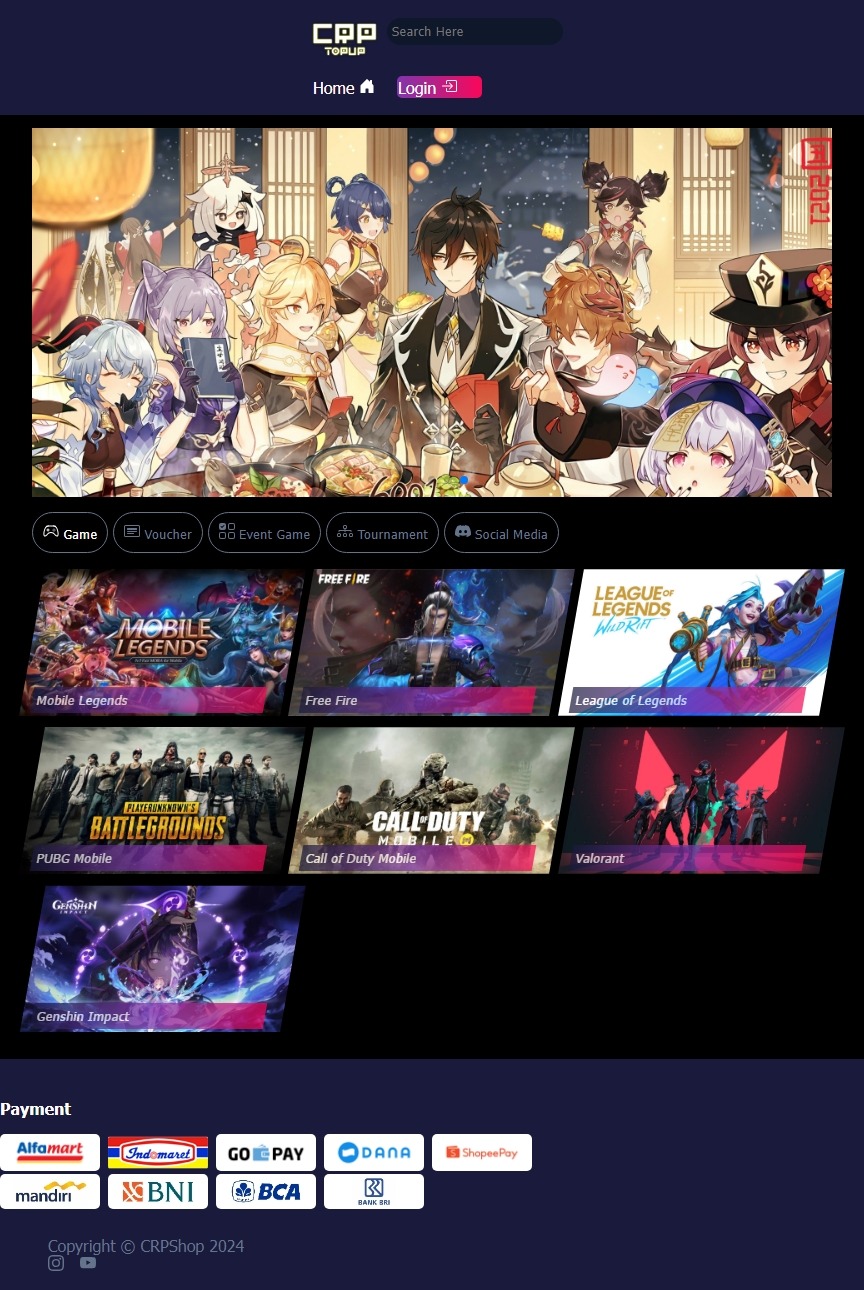 CRP
TOPUP
Search Here
Home
Login
2021
Game
Voucher
Event Game
Tournament
Social Media
MOBILE
LEGENDS
Mobile Legends
FREE FIRE
Free Fire
LEAGUE OF
LEGENDS
WILD RIFT
League of Legends
PLAYERUNKNOWN'S
BATTLEGROUNDS
PUBG Mobile
CALL OF DUTY
MOBILE
Call of Duty Mobile
Valorant
GENSHIN
IMPACT
Genshin Impact
Payment
Alfamart
Indomaret
GOPAY
DANA
ShopeePay
mandiri
BNI
BCA
BANK BRI
Copyright © CRPShop 2024